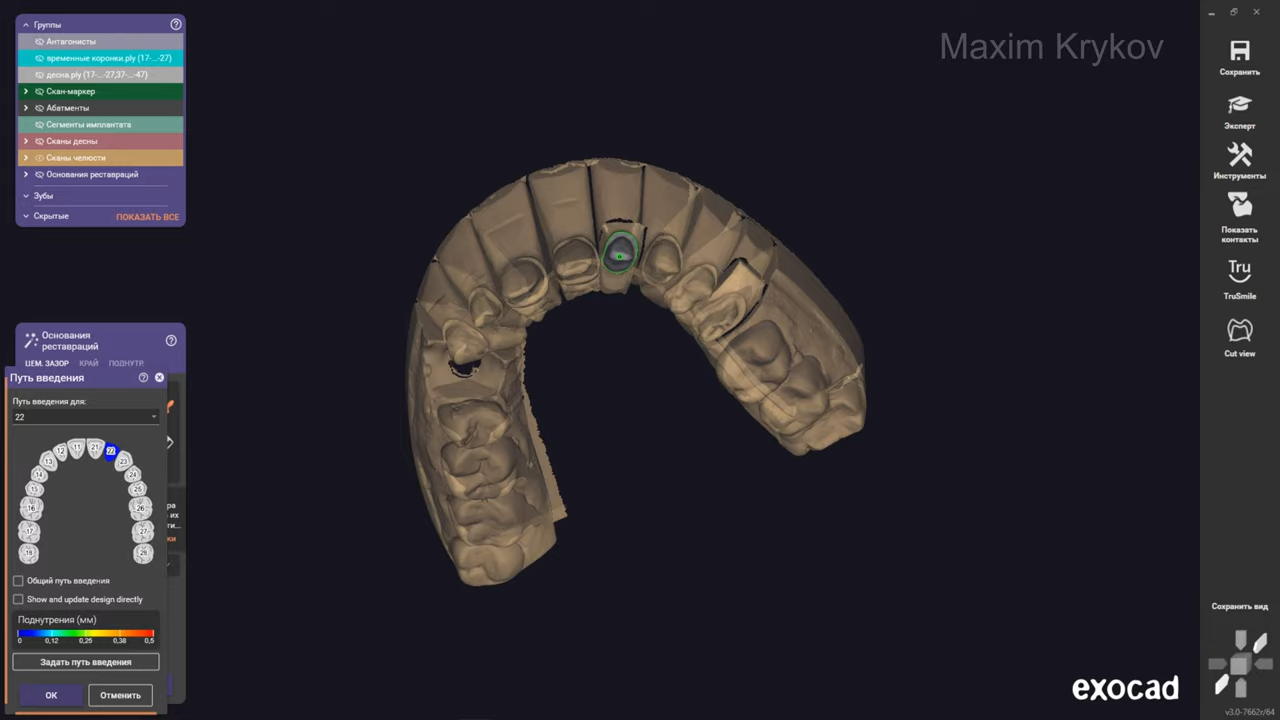 Группы
Антагонисты
временные коронки.ply (17-...-27)
десна.ply (17-...-27,37-...-47)
Скан-маркер
Абатменты
Сегменты имплантата
Сканы десны
Сканы челюсти
Основания реставраций
Зубы
Скрытые ПОКАЗАТЬ ВСЕ
Maxim Krykov
Сохранить
Эксперт
Инструменты
Показать
контакты
Tru
TruSmile
Cut view
Основания
реставраций
ЦЕМ. ЗАЗОР КРАЙ ПОДНУТР.
Путь введения
Путь введения для:
22
12 11 21 22
13 23
14 24
15 25
16 26
17 27
18 28
Общий путь введения
Show and update design directly
Поднутрения (мм)
0 0,12 0,25 0,38 0,5
Задать путь введения
ОК Отменить
Сохранить вид
exocad
v3.0-7662r/64